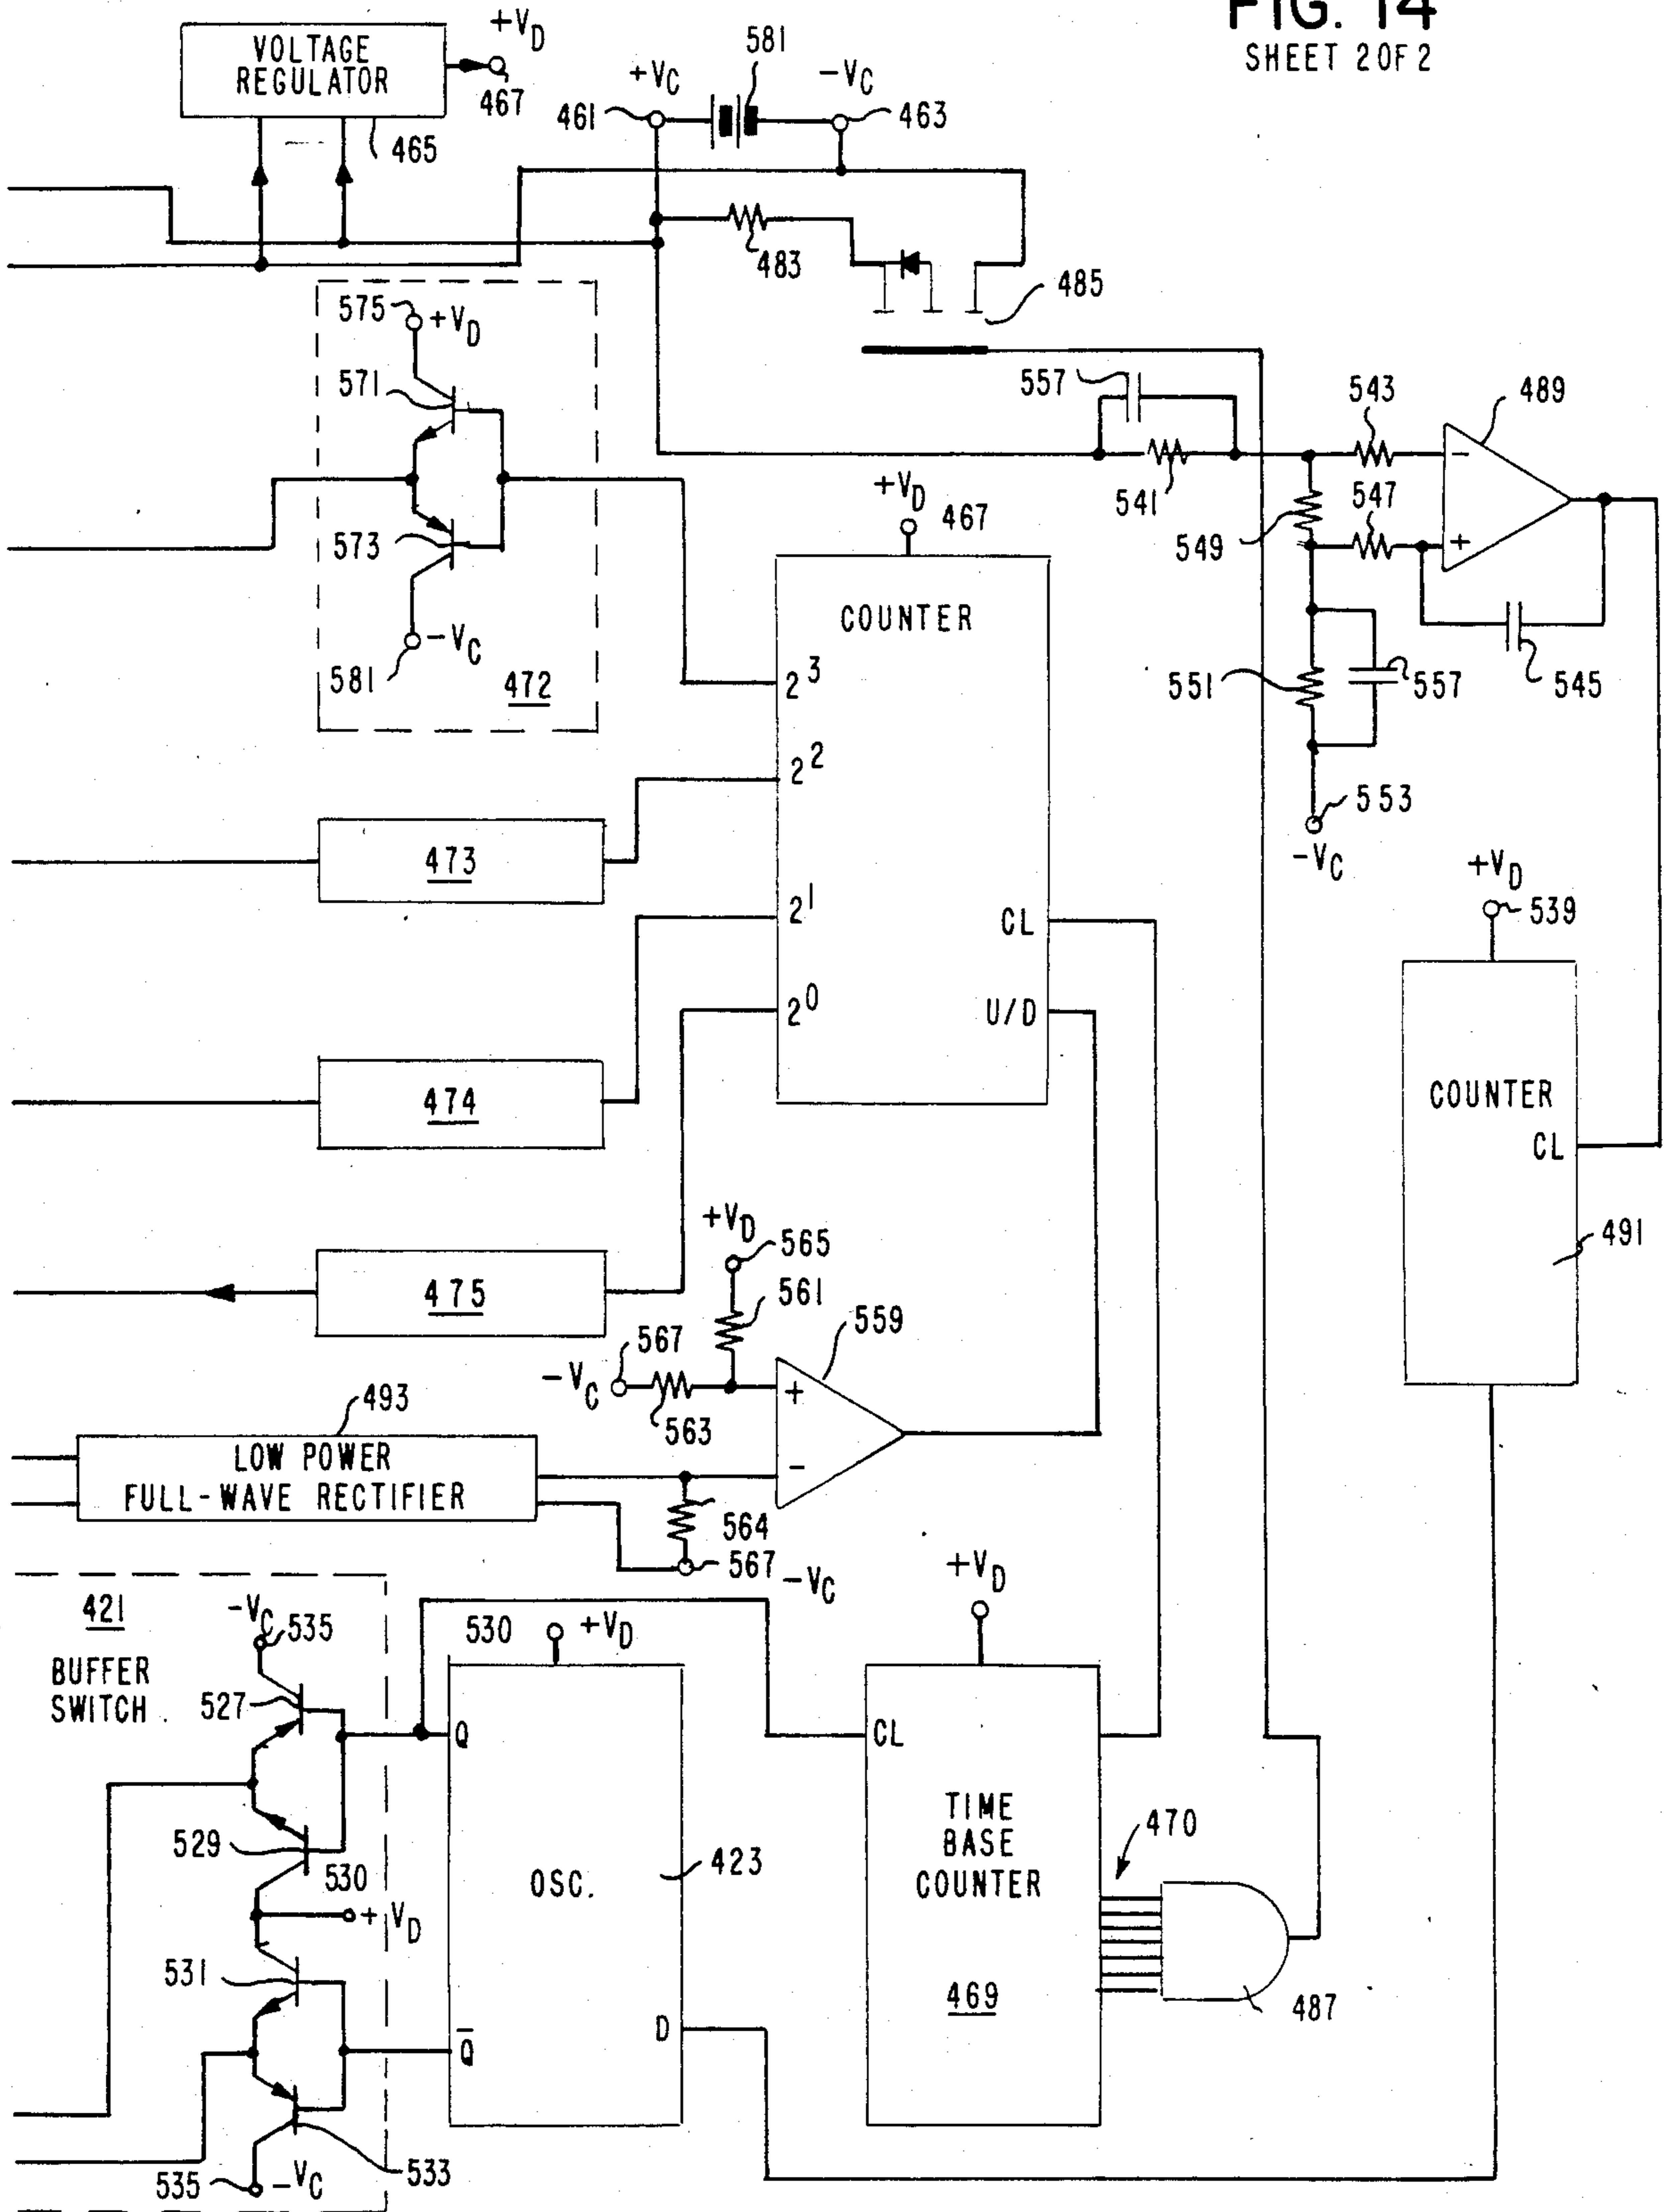 FIG. 14
SHEET 2 OF 2
VOLTAGE
REGULATOR
+VD
467
465
+VC
581
-VC
461
463
483
485
575
+VD
571
573
-VC
581
472
557
543
489
541
547
549
+
-
551
557
545
553
-VC
+VD
467
COUNTER
2³
2²
2¹
2⁰
CL
U/D
473
474
475
+VD
539
COUNTER
CL
491
+VD
565
561
559
567
-VC
563
+
-
493
LOW POWER
FULL-WAVE RECTIFIER
564
567
-VC
421
BUFFER
SWITCH
-VC
535
527
529
530
+VD
531
533
535
-VC
530
+VD
Q
Q̅
OSC.
423
D
+VD
CL
TIME
BASE
COUNTER
469
470
487